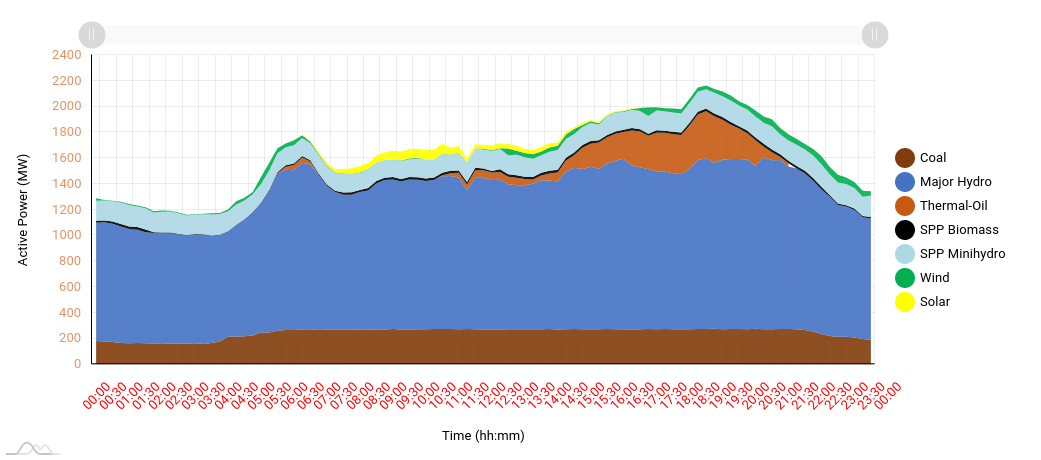 2400
2200
2000
1800
1600
1400
1200
1000
800
600
400
200
0
Active Power (MW)
00:00 00:30 01:00 01:30 02:00 02:30 03:00 03:30 04:00 04:30 05:00 05:30 06:00 06:30 07:00 07:30 08:00 08:30 09:00 09:30 10:00 10:30 11:00 11:30 12:00 12:30 13:00 13:30 14:00 14:30 15:00 15:30 16:00 16:30 17:00 17:30 18:00 18:30 19:00 19:30 20:00 20:30 21:00 21:30 22:00 22:30 23:00 23:30 00:00
Time (hh:mm)
Coal
Major Hydro
Thermal-Oil
SPP Biomass
SPP Minihydro
Wind
Solar